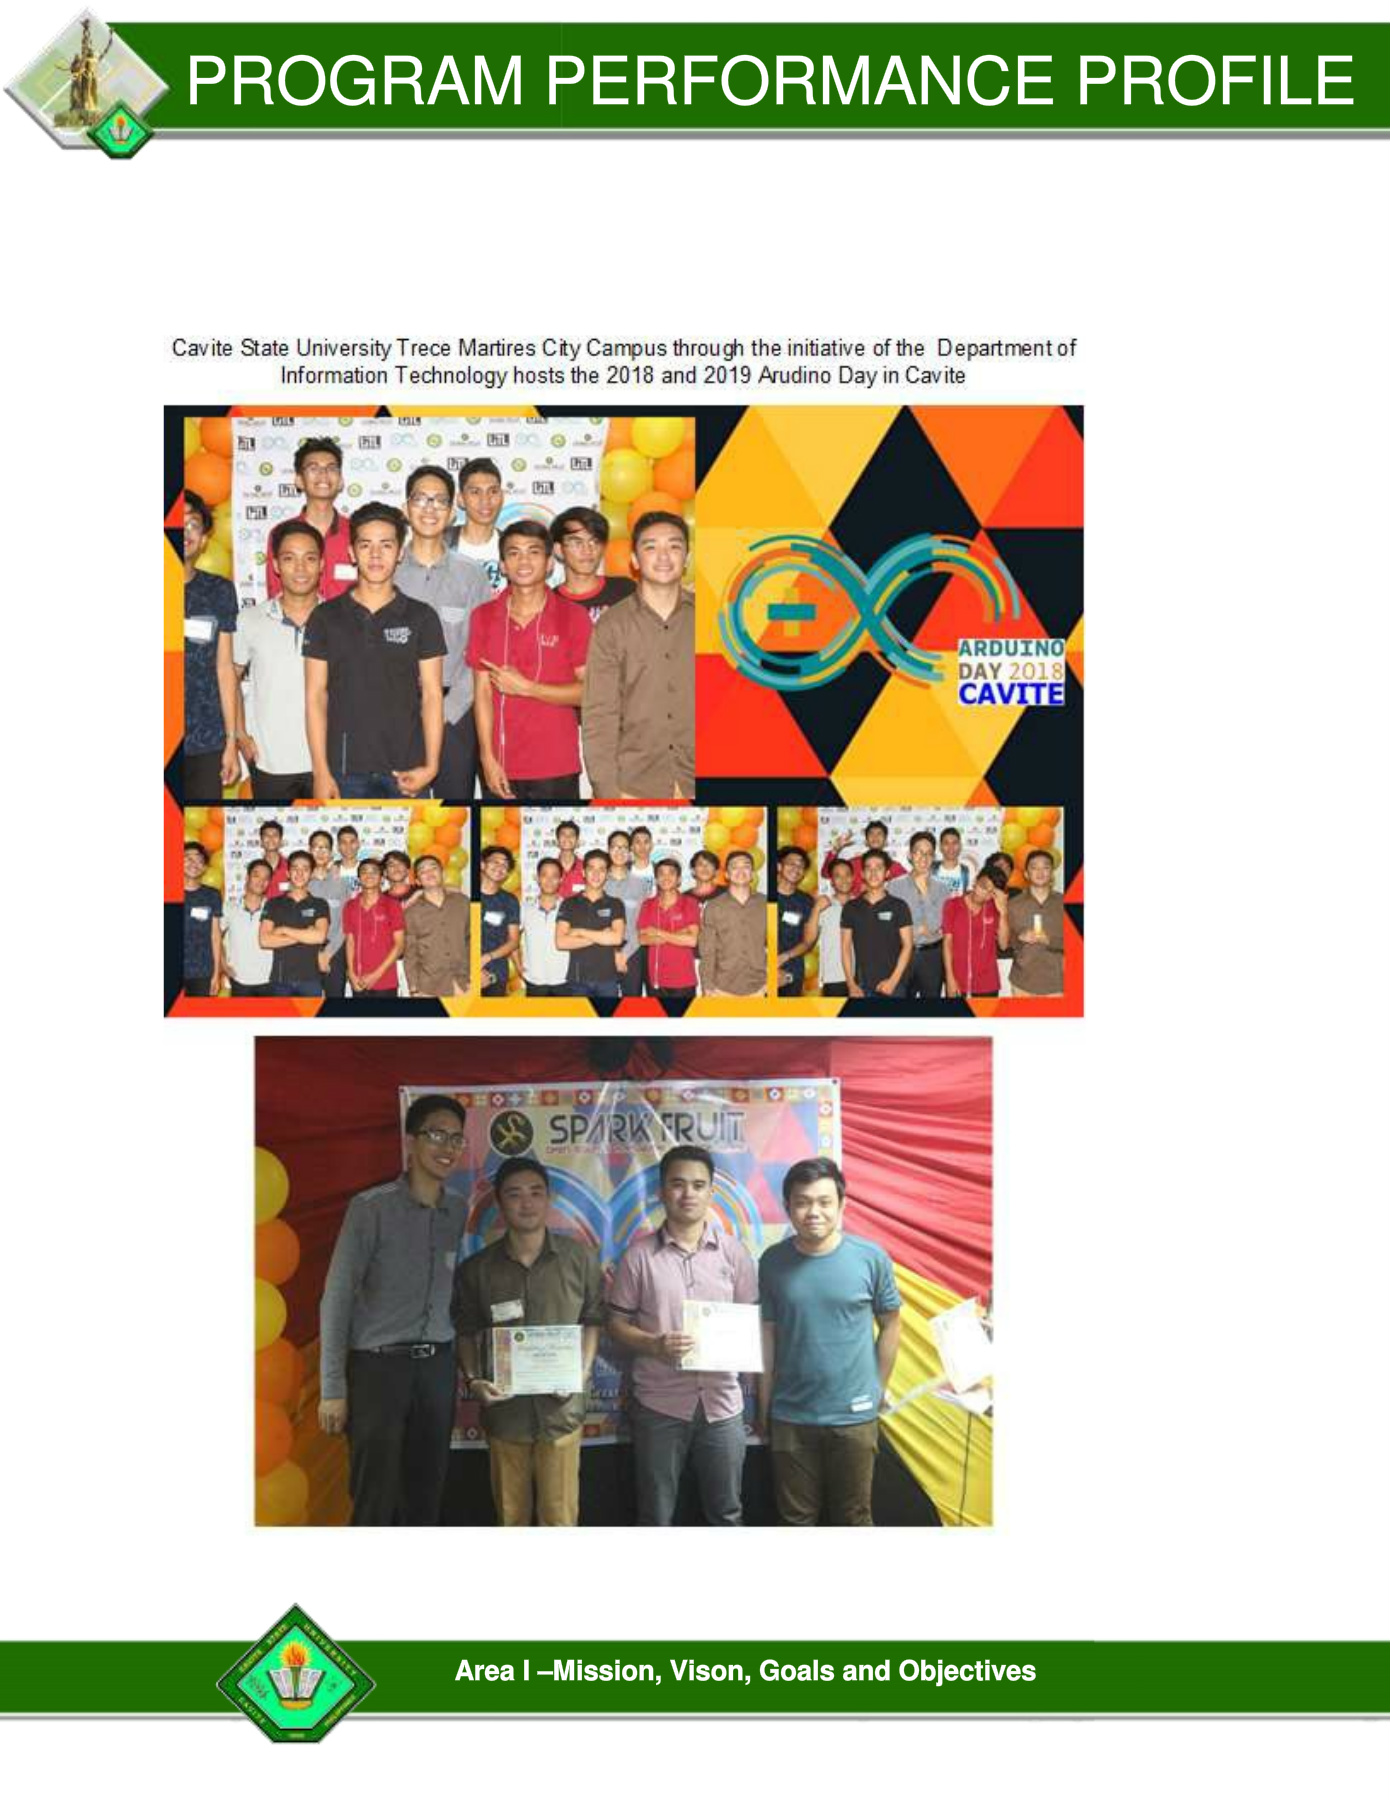 PROGRAM PERFORMANCE PROFILE
Cavite State University Trece Martires City Campus through the initiative of the Department of
Information Technology hosts the 2018 and 2019 Arudino Day in Cavite
ARDUINO
DAY 2018
CAVITE
SPARK FRUIT
Area I –Mission, Vison, Goals and Objectives